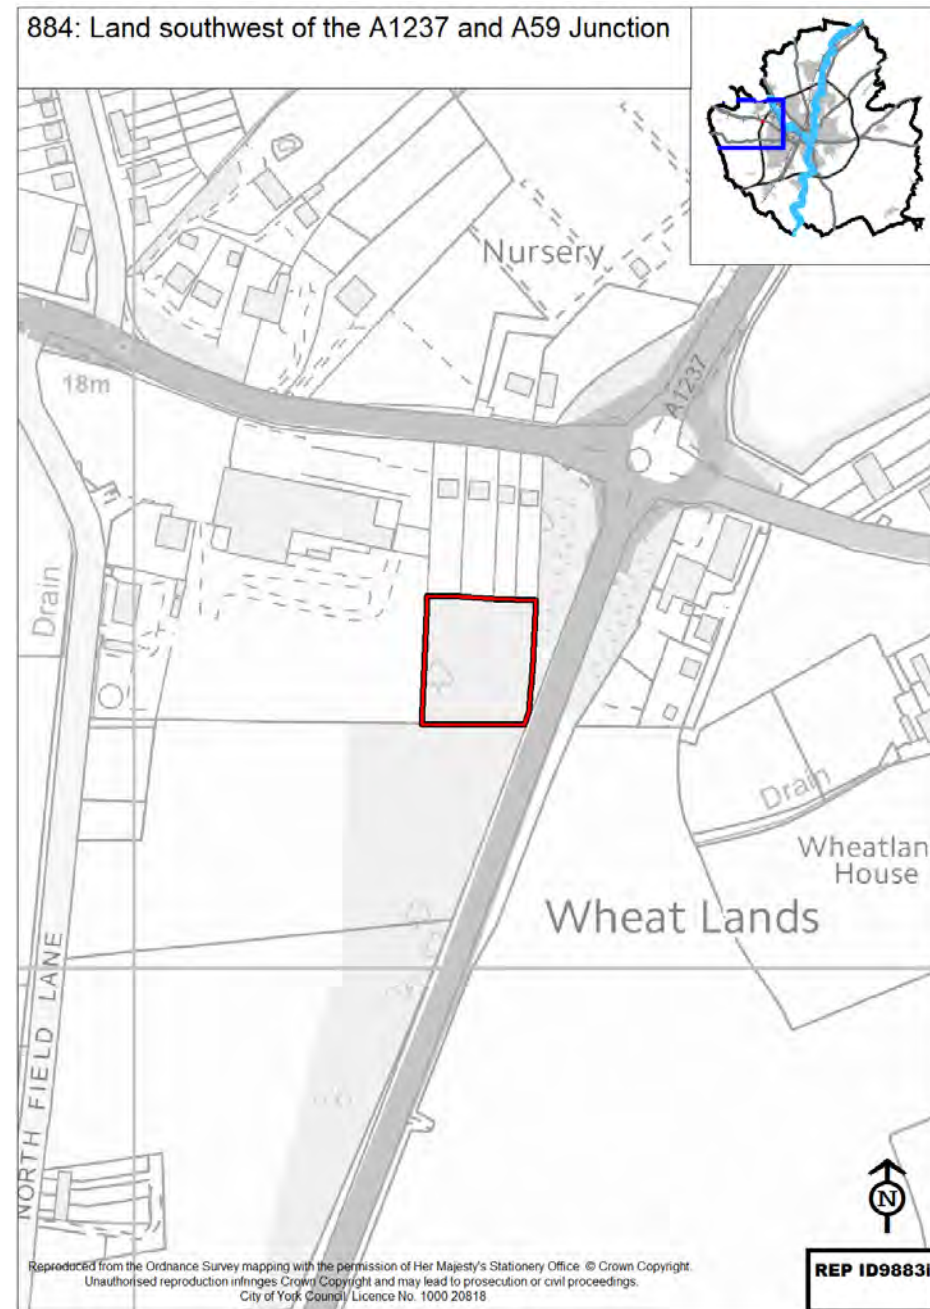 884: Land southwest of the A1237 and A59 Junction
Nursery
A1237
18m
Drain
Drain
Wheatlan
House
Wheat Lands
NORTH FIELD LANE
N
Reproduced from the Ordnance Survey mapping with the permission of Her Majesty's Stationery Office © Crown Copyright.
Unauthorised reproduction infringes Crown Copyright and may lead to prosecution or civil proceedings.
City of York Council. Licence No. 1000 20818
REP ID9883i